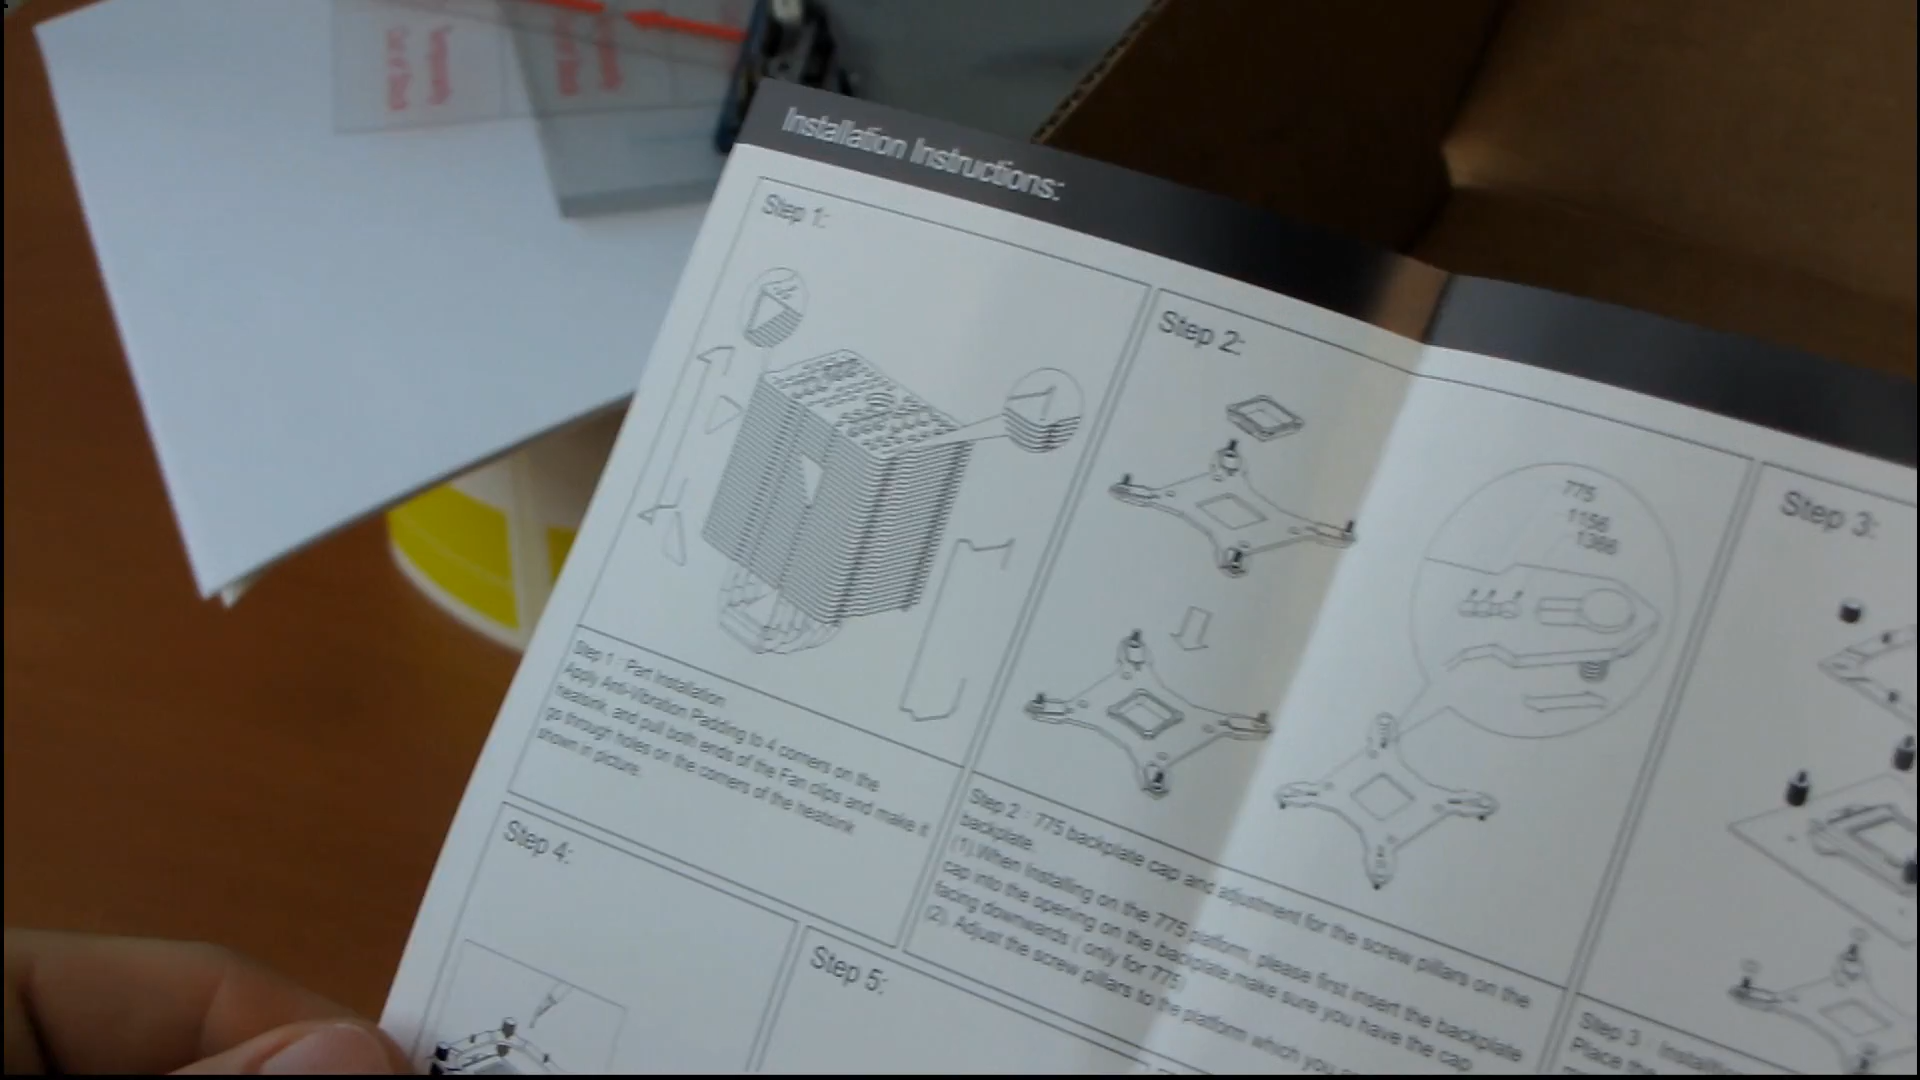 Installation Instructions:
Step 1:
Step 1 : Part Installation
Apply Anti-Vibration Padding to 4 corners on the
heatsink, and pull both ends of the Fan clips and make it
go through holes on the corners of the heatsink
shown in picture.
Step 2:
775
1156
1366
Step 2 : 775 backplate cap and adjustment for the screw pillars on the
backplate.
(1).When Installing on the 775 platform, please first insert the backplate
cap into the opening on the backplate,make sure you have the cap
facing downwards ( only for 775)
(2). Adjust the screw pillars to the platform which you
Step 3:
Step 3 :
Place the
Step 4:
Step 5: